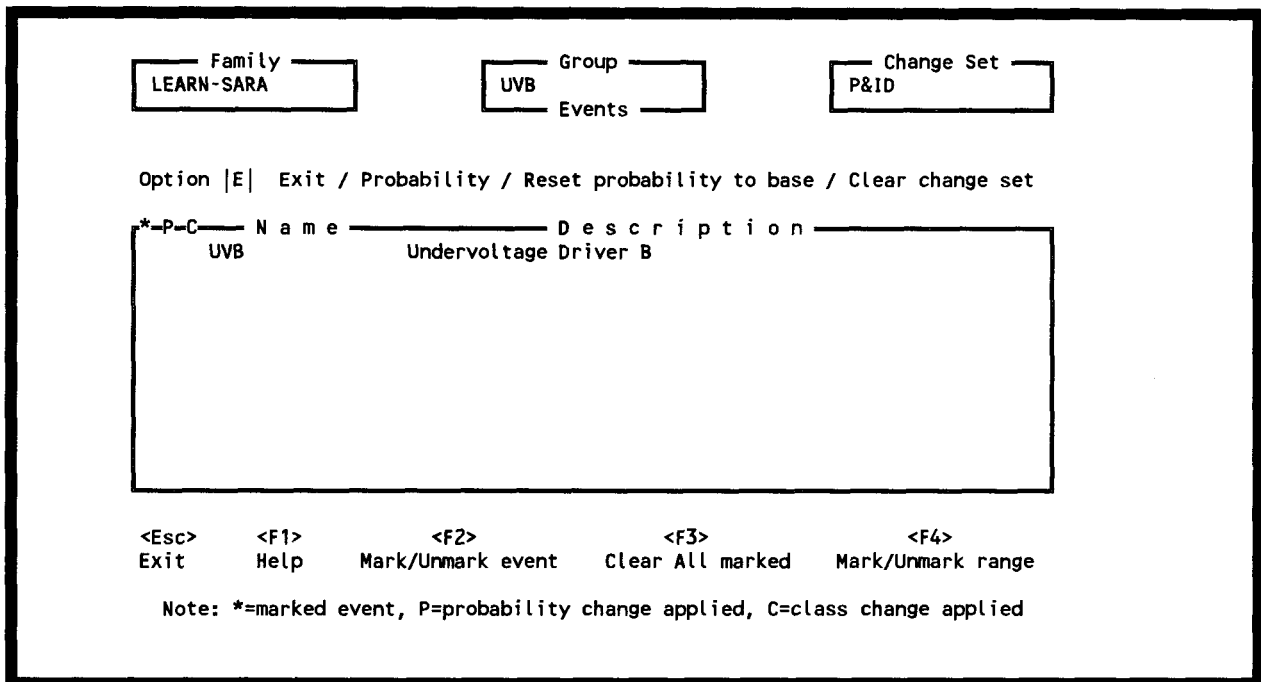 Family Group Change Set
LEARN-SARA UVB P&ID
Events
Option |E| Exit / Probability / Reset probability to base / Clear change set
*-P-C N a m e D e s c r i p t i o n
UVB Undervoltage Driver B
<Esc> <F1> <F2> <F3> <F4>
Exit Help Mark/Unmark event Clear All marked Mark/Unmark range
Note: *=marked event, P=probability change applied, C=class change applied